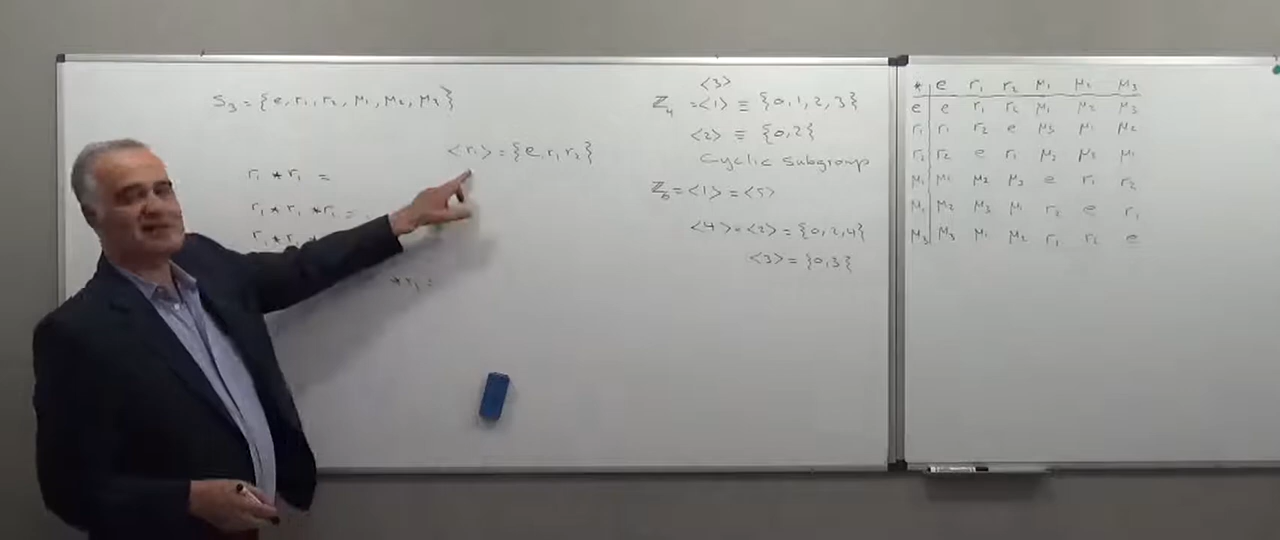 S₃ = {e, r₁, r₂, μ₁, μ₂, μ₃}
<r₁> = {e, r₁, r₂}
r₁ * r₁ =
r₁ * r₁ * r₁ =
r₁ * r₁ *
* r₁ =
<3>
ℤ₄ = <1> ≡ {0, 1, 2, 3}
<2> ≡ {0, 2}
Cyclic Subgroup
ℤ₆ = <1> = <5>
<4> = <2> = {0, 2, 4}
<3> = {0, 3}
* e r₁ r₂ μ₁ μ₂ μ₃
e e r₁ r₂ μ₁ μ₂ μ₃
r₁ r₁ r₂ e μ₃ μ₁ μ₂
r₂ r₂ e r₁ μ₂ μ₃ μ₁
μ₁ μ₁ μ₂ μ₃ e r₁ r₂
μ₂ μ₃ μ₁ r₂ e r₁
μ₃ μ₃ μ₁ μ₂ r₁ r₂ e